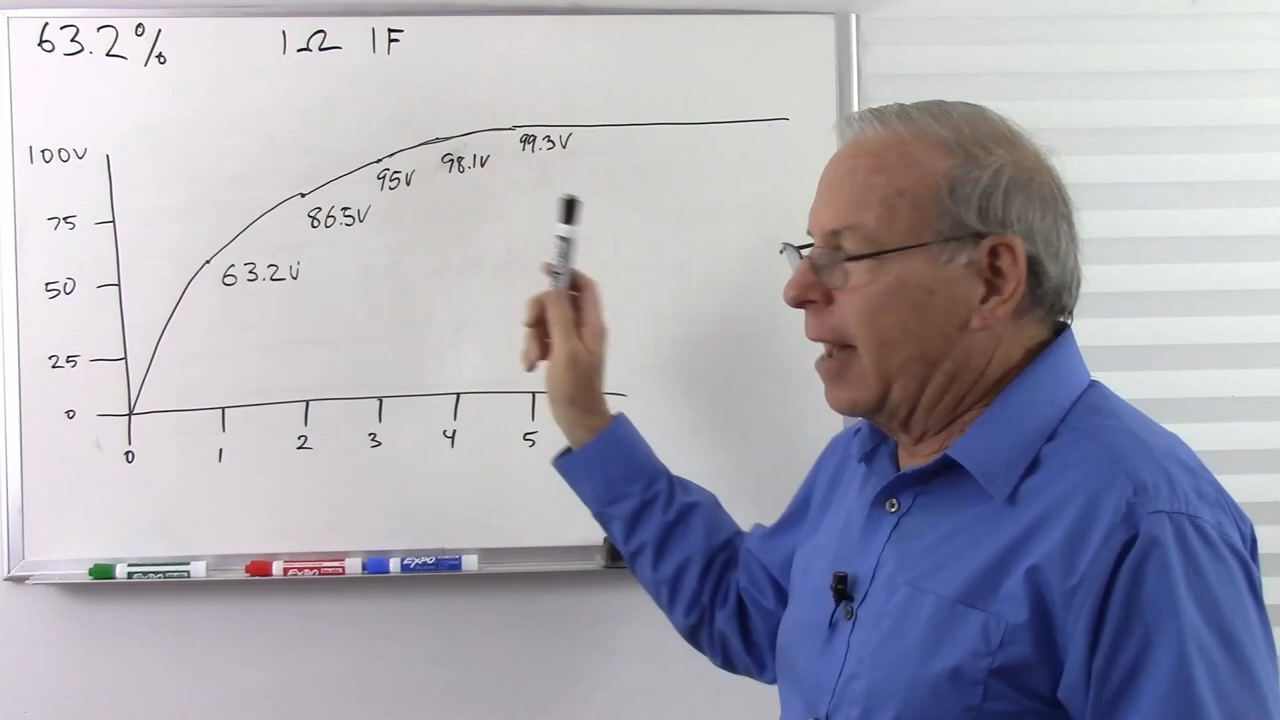 63.2% 1Ω 1F
100V
75
50
25
0
63.2V
86.5V
95V
98.1V
99.3V
0 1 2 3 4 5
EXPO
EXPO
EXPO